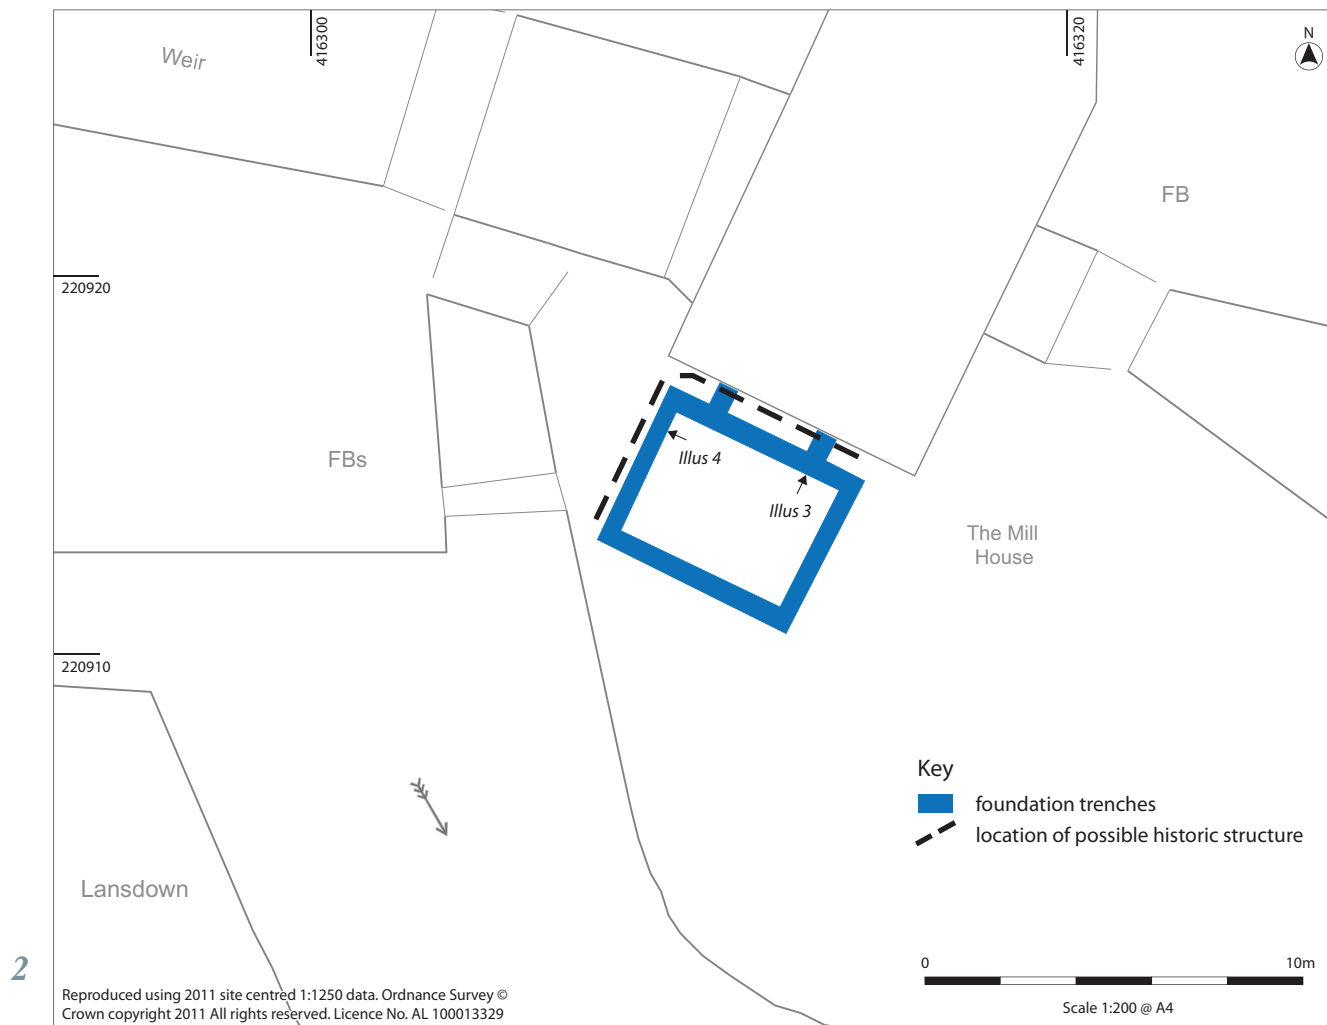 416300
416320
N
Weir
FB
220920
FBs
Illus 4
Illus 3
The Mill
House
220910
Key
foundation trenches
location of possible historic structure
Lansdown
2
0
10m
Scale 1:200 @ A4
Reproduced using 2011 site centred 1:1250 data. Ordnance Survey ©
Crown copyright 2011 All rights reserved. Licence No. AL 100013329